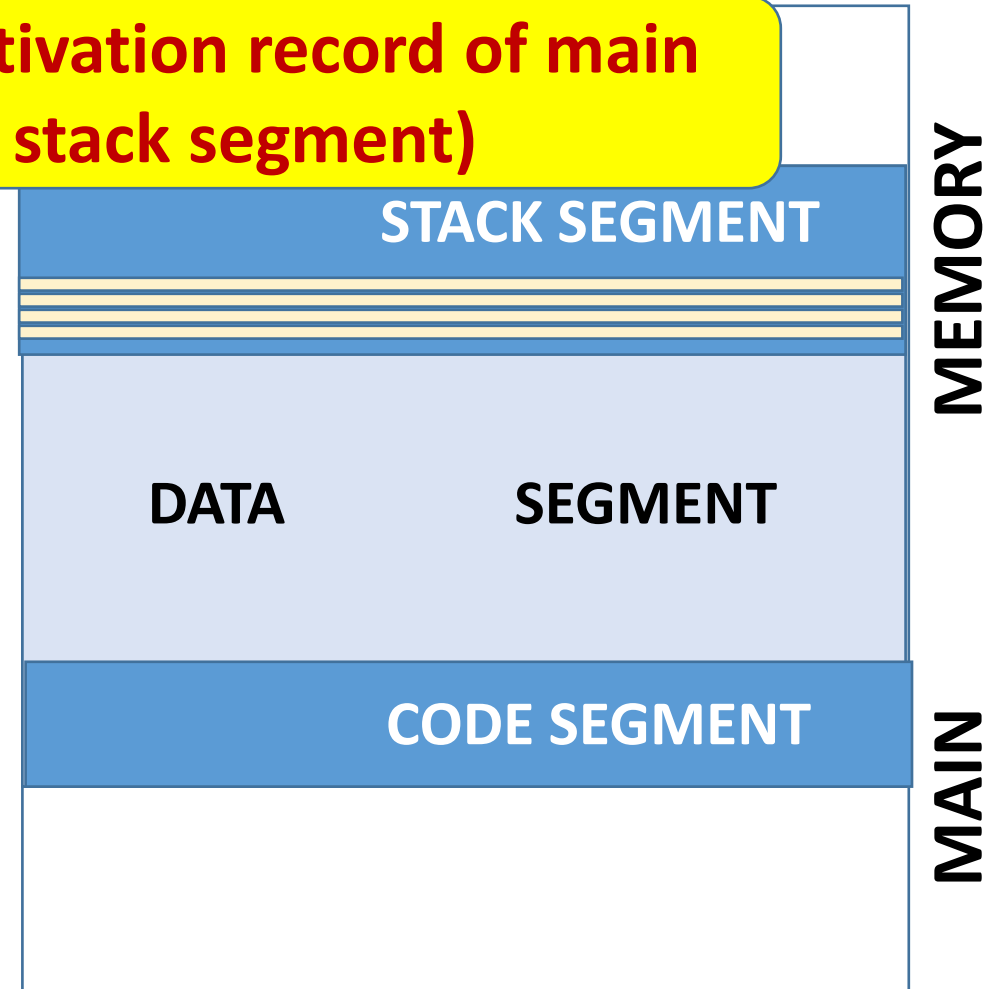 tivation record of main
stack segment)
STACK SEGMENT
DATA SEGMENT
CODE SEGMENT
MAIN MEMORY